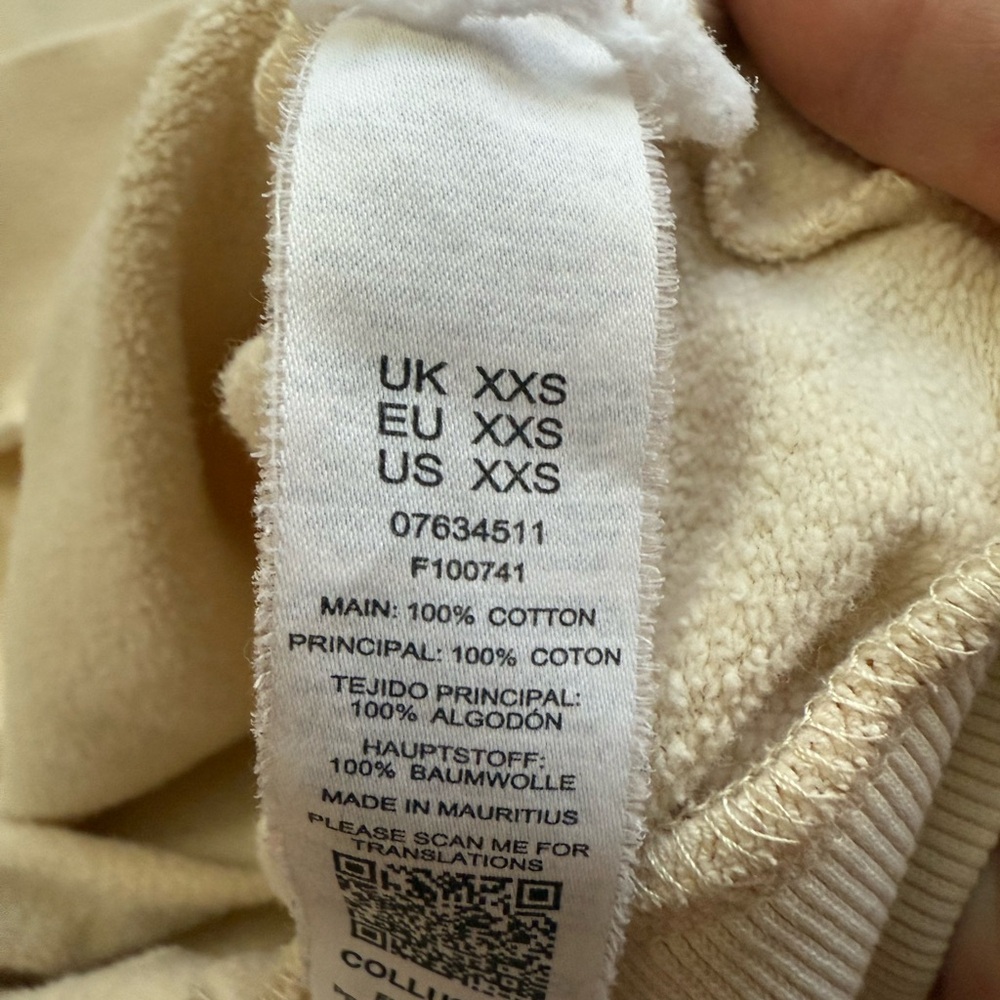 UK XXS
EU XXS
US XXS
07634511
F100741
MAIN: 100% COTTON
PRINCIPAL: 100% COTON
TEJIDO PRINCIPAL:
100% ALGODÓN
HAUPTSTOFF:
100% BAUMWOLLE
MADE IN MAURITIUS
PLEASE SCAN ME FOR
TRANSLATIONS